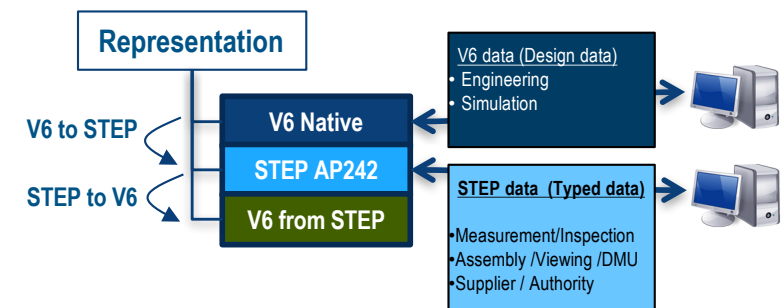 Representation
V6 to STEP
STEP to V6
V6 Native
STEP AP242
V6 from STEP
V6 data (Design data)
• Engineering
• Simulation
STEP data  (Typed data)
•Measurement/Inspection
•Assembly /Viewing /DMU
•Supplier / Authority